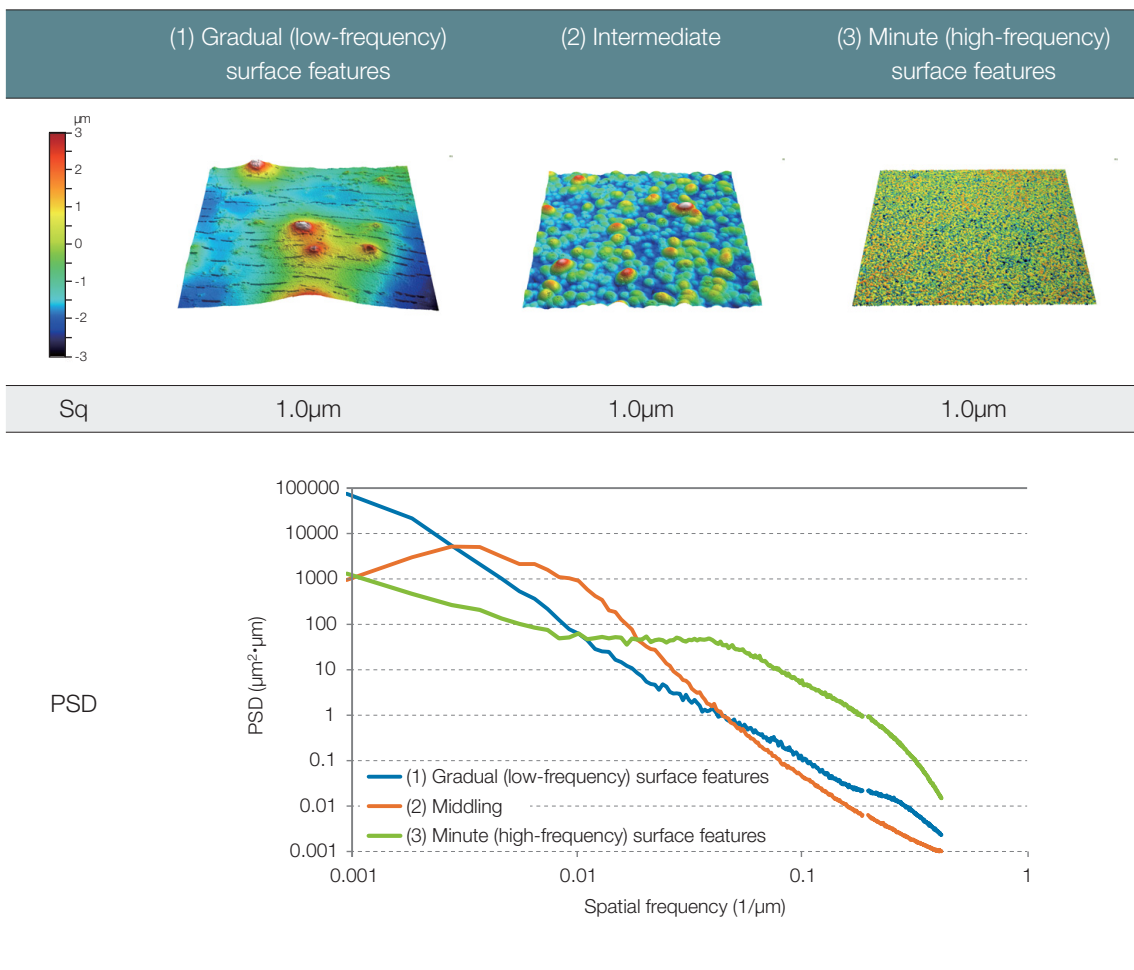 (1) Gradual (low-frequency)
surface features
(2) Intermediate
(3) Minute (high-frequency)
surface features
µm
3
2
1
0
-1
-2
-3
Sq
1.0µm
1.0µm
1.0µm
PSD
PSD (µm²•µm)
100000
10000
1000
100
10
1
0.1
0.01
0.001
(1) Gradual (low-frequency) surface features
(2) Middling
(3) Minute (high-frequency) surface features
0.001
0.01
0.1
1
Spatial frequency (1/µm)